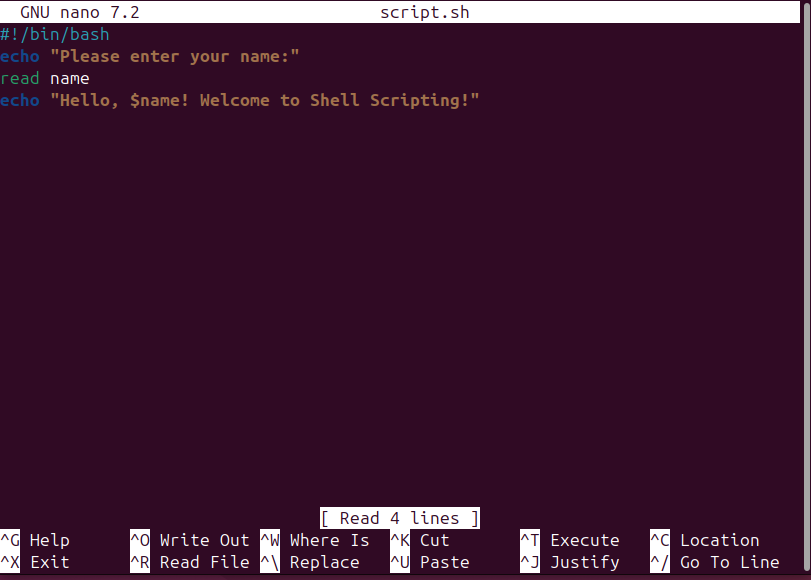 GNU nano 7.2 script.sh
#!/bin/bash
echo "Please enter your name:"
read name
echo "Hello, $name! Welcome to Shell Scripting!"
[ Read 4 lines ]
^G Help ^O Write Out ^W Where Is ^K Cut ^T Execute ^C Location
^X Exit ^R Read File ^\ Replace ^U Paste ^J Justify ^/ Go To Line